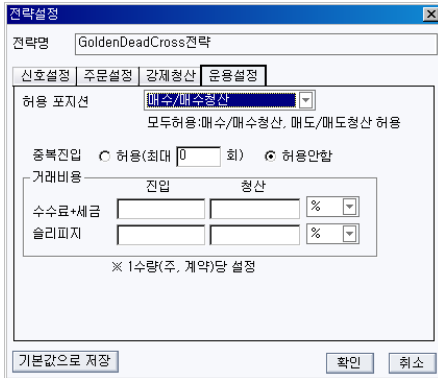 전략설정
전략명 GoldenDeadCross전략
신호설정 주문설정 강제청산 운용설정
허용 포지션 매수/매수청산
모두허용:매수/매수청산, 매도/매도청산 허용
중복진입 허용(최대 0 회) 허용안함
거래비용
진입 청산
수수료+세금 %
슬리피지 %
※ 1수량(주, 계약)당 설정
기본값으로 저장 확인 취소